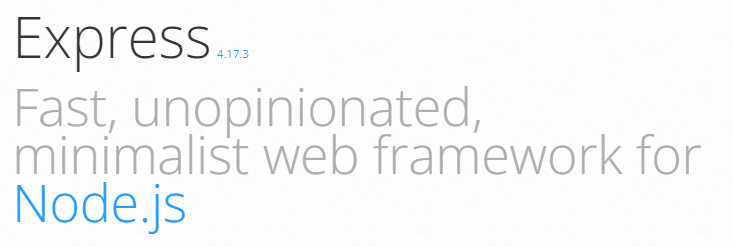 Express 4.17.3
Fast, unopinionated,
minimalist web framework for
Node.js